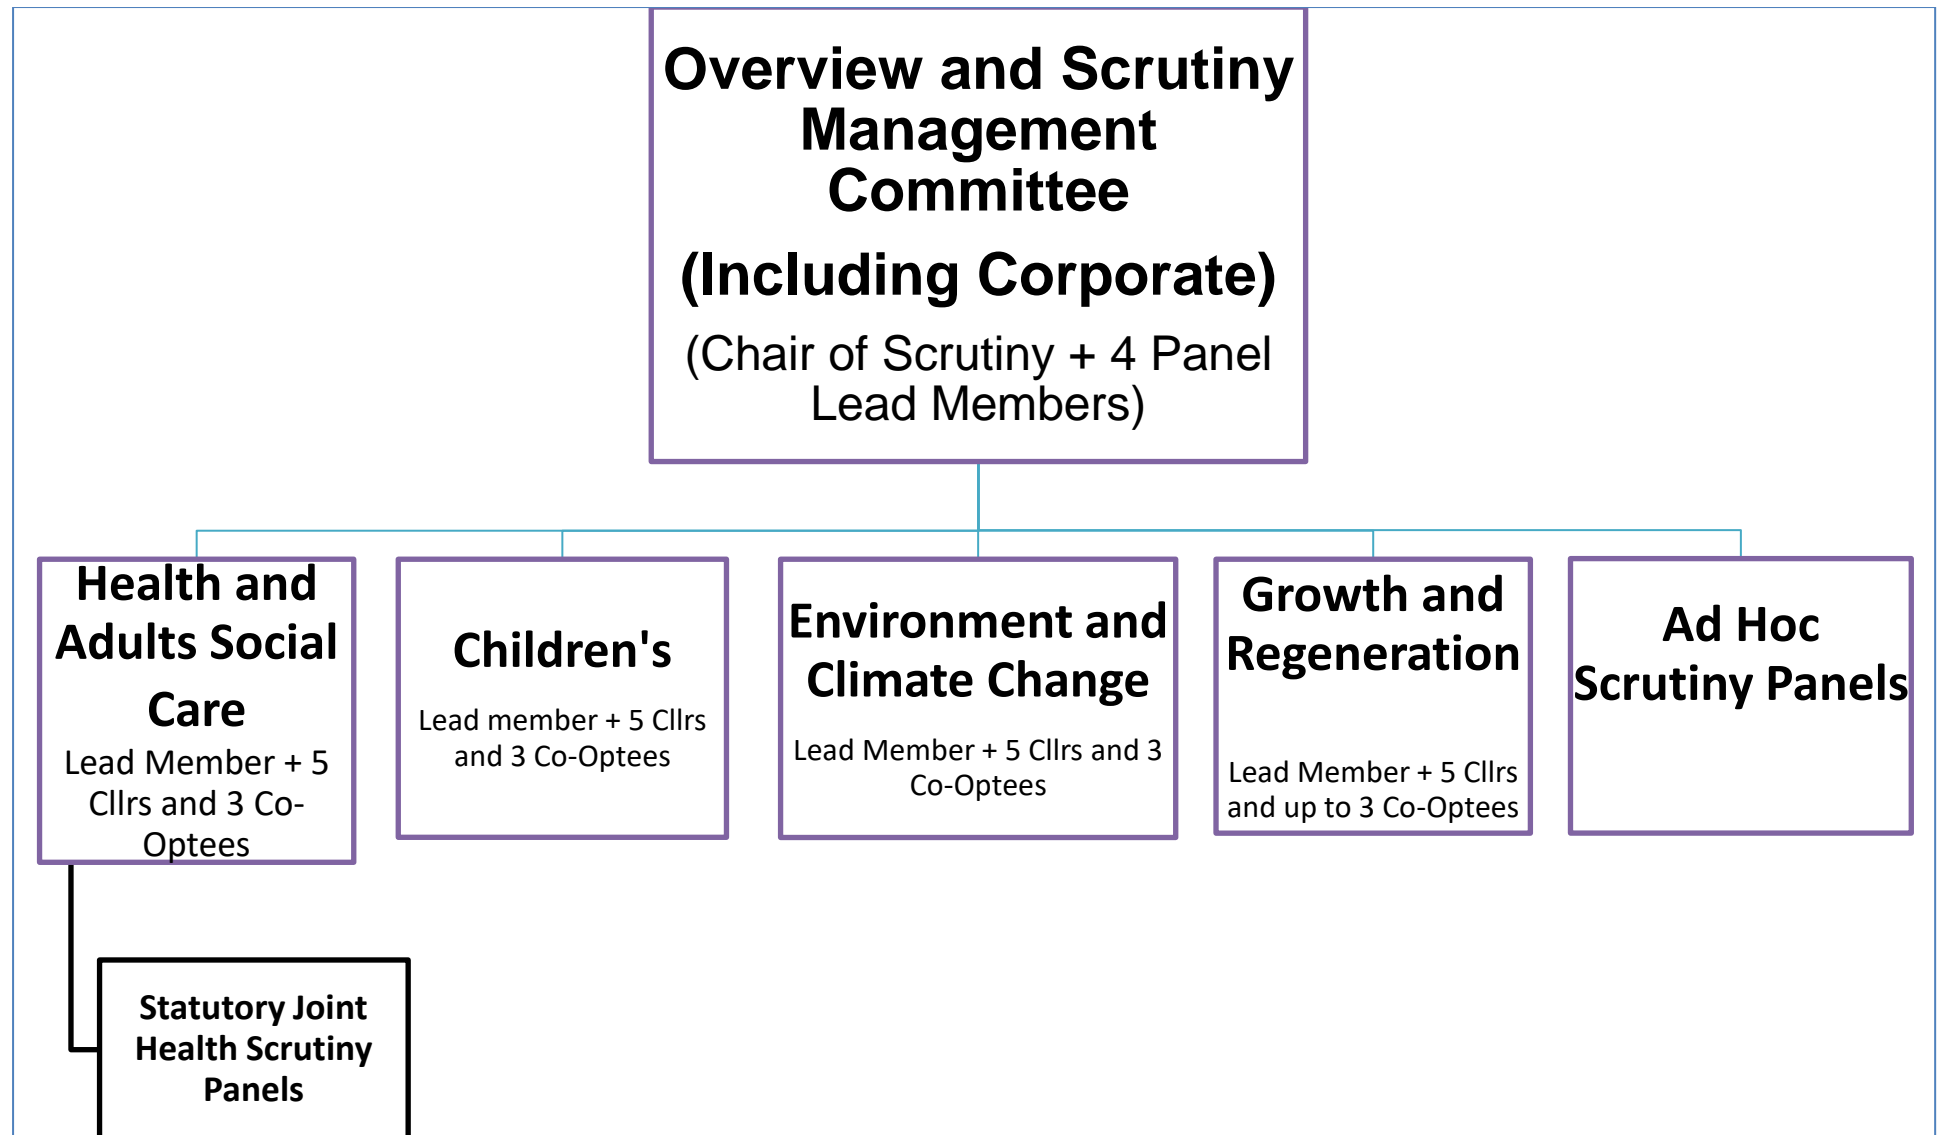 Overview and Scrutiny
Management
Committee
(Including Corporate)
(Chair of Scrutiny + 4 Panel
Lead Members)
Health and
Adults Social
Care
Lead Member + 5
Cllrs and 3 Co-
Optees
Children's
Lead member + 5 Cllrs
and 3 Co-Optees
Environment and
Climate Change
Lead Member + 5 Cllrs and 3
Co-Optees
Growth and
Regeneration
Lead Member + 5 Cllrs
and up to 3 Co-Optees
Ad Hoc
Scrutiny Panels
Statutory Joint
Health Scrutiny
Panels